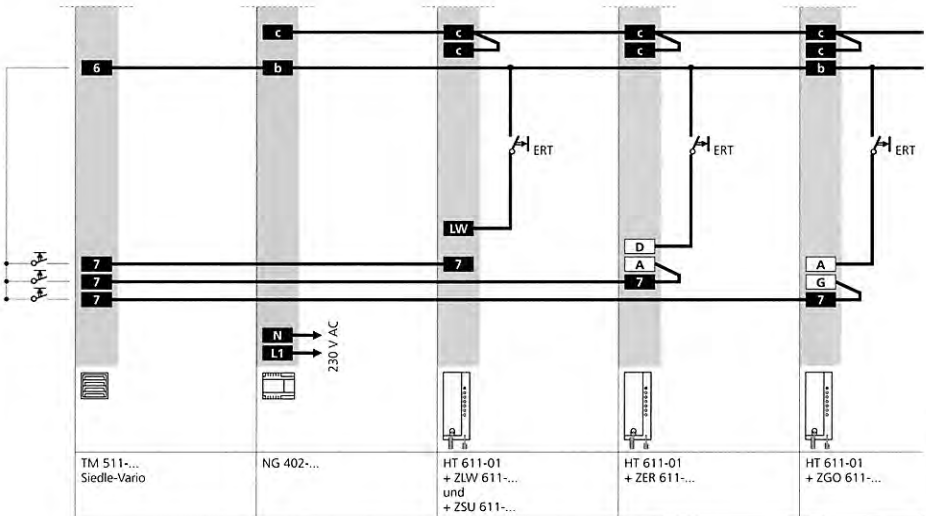 c c c c
c c c
6 b b
ERT ERT ERT
LW
D
7 7 A A
7 7 G
7 7
N
L1
230 V AC
TM 511-...
Siedle-Vario
NG 402-...
HT 611-01
+ ZLW 611-...
und
+ ZSU 611-...
HT 611-01
+ ZER 611-...
HT 611-01
+ ZGO 611-...